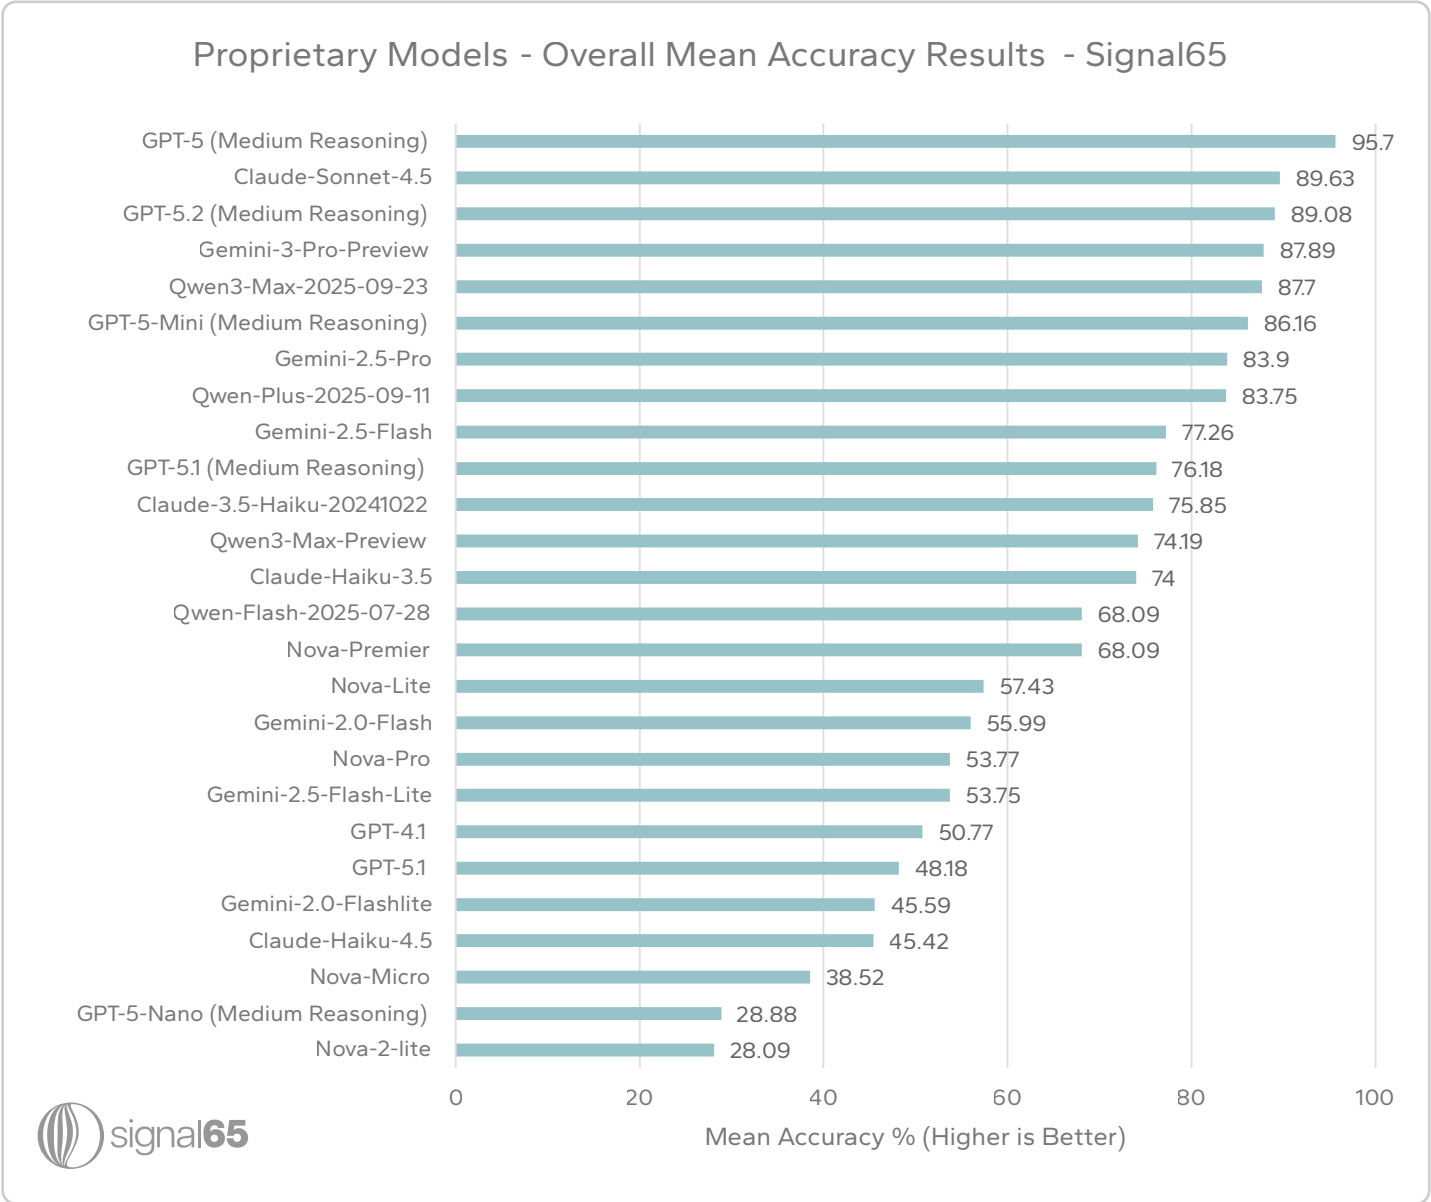 Proprietary Models - Overall Mean Accuracy Results - Signal65
GPT-5 (Medium Reasoning) 95.7
Claude-Sonnet-4.5 89.63
GPT-5.2 (Medium Reasoning) 89.08
Gemini-3-Pro-Preview 87.89
Qwen3-Max-2025-09-23 87.7
GPT-5-Mini (Medium Reasoning) 86.16
Gemini-2.5-Pro 83.9
Qwen-Plus-2025-09-11 83.75
Gemini-2.5-Flash 77.26
GPT-5.1 (Medium Reasoning) 76.18
Claude-3.5-Haiku-20241022 75.85
Qwen3-Max-Preview 74.19
Claude-Haiku-3.5 74
Qwen-Flash-2025-07-28 68.09
Nova-Premier 68.09
Nova-Lite 57.43
Gemini-2.0-Flash 55.99
Nova-Pro 53.77
Gemini-2.5-Flash-Lite 53.75
GPT-4.1 50.77
GPT-5.1 48.18
Gemini-2.0-Flashlite 45.59
Claude-Haiku-4.5 45.42
Nova-Micro 38.52
GPT-5-Nano (Medium Reasoning) 28.88
Nova-2-lite 28.09
0 20 40 60 80 100
Mean Accuracy % (Higher is Better)
signal65